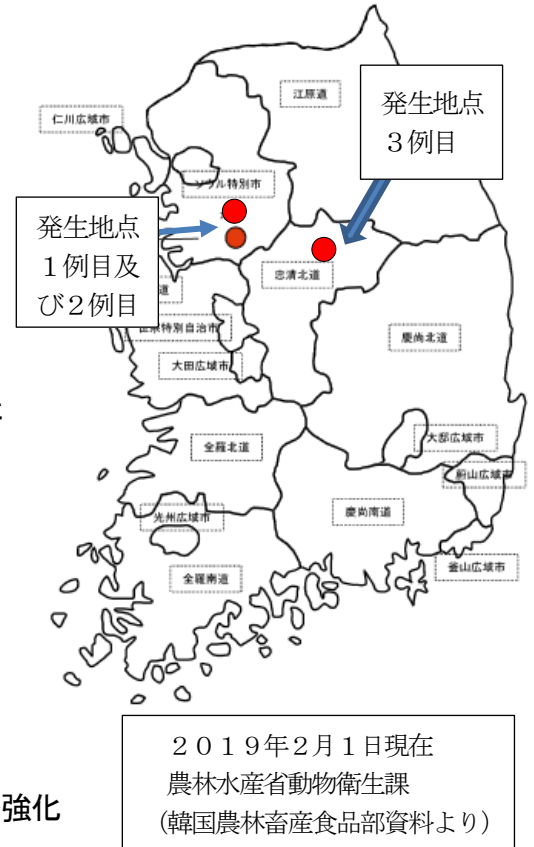 江原道
発生地点
３例目
仁川広域市
ソウル特別市
発生地点
１例目及
び２例目
忠清北道
道
世宗特別自治市
慶尚北道
大田広域市
大邱広域市
全羅北道
蔚山広域市
慶尚南道
光州広域市
釜山広域市
全羅南道
２０１９年２月１日現在
農林水産省動物衛生課
（韓国農林畜産食品部資料より）
強化